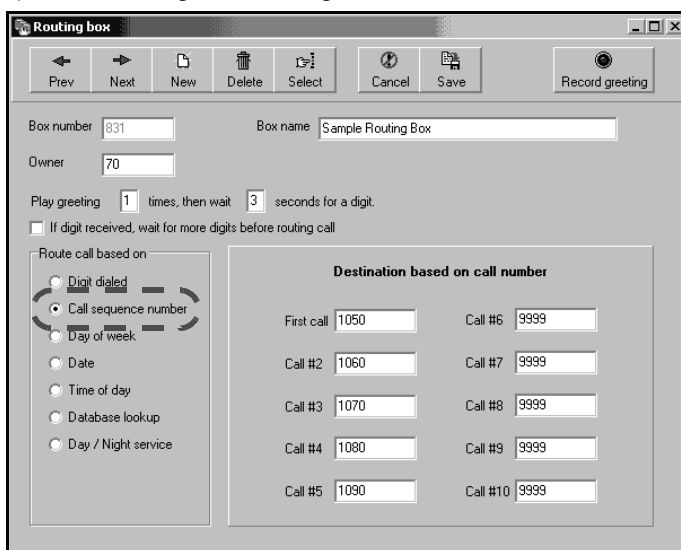 Routing box
Prev Next New Delete Select Cancel Save Record greeting
Box number 831 Box name Sample Routing Box
Owner 70
Play greeting 1 times, then wait 3 seconds for a digit.
If digit received, wait for more digits before routing call
Route call based on
Digit dialed
Call sequence number
Day of week
Date
Time of day
Database lookup
Day / Night service
Destination based on call number
First call 1050 Call #6 9999
Call #2 1060 Call #7 9999
Call #3 1070 Call #8 9999
Call #4 1080 Call #9 9999
Call #5 1090 Call #10 9999